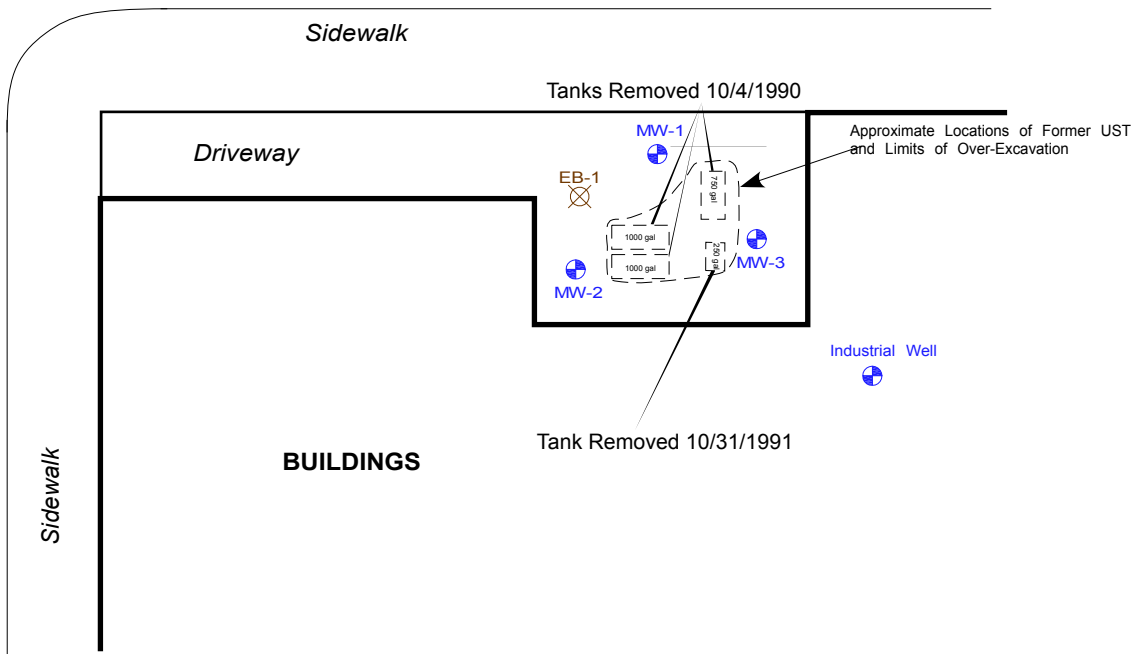 Sidewalk
Tanks Removed 10/4/1990
MW-1
Approximate Locations of Former UST
and Limits of Over-Excavation
Driveway
EB-1
750 gal
1000 gal
1000 gal
250 gal
MW-3
MW-2
Industrial Well
Tank Removed 10/31/1991
BUILDINGS
Sidewalk